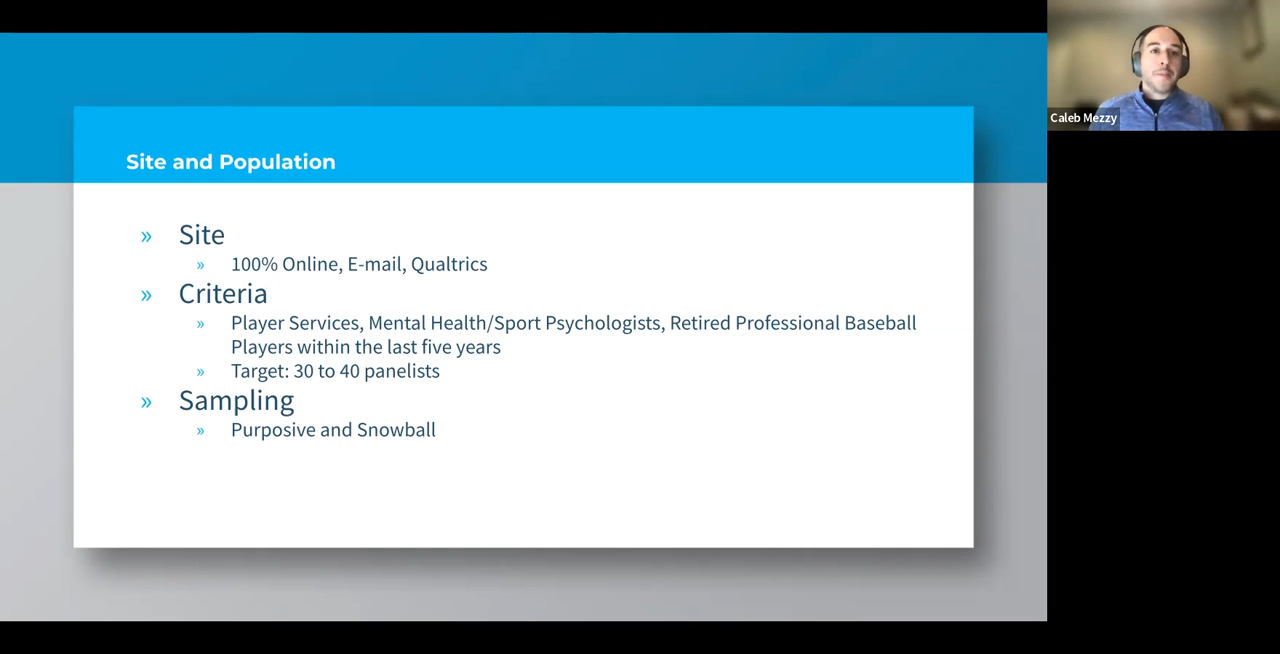 Site and Population
» Site
» 100% Online, E-mail, Qualtrics
» Criteria
» Player Services, Mental Health/Sport Psychologists, Retired Professional Baseball
Players within the last five years
» Target: 30 to 40 panelists
» Sampling
» Purposive and Snowball
Caleb Mezzy